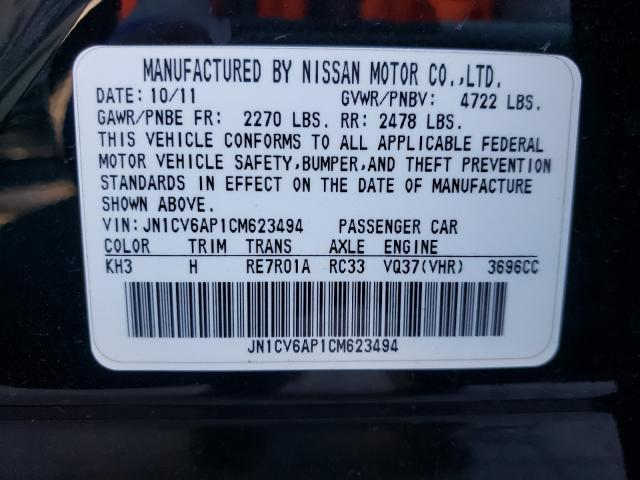 MANUFACTURED BY NISSAN MOTOR CO.,LTD.
DATE: 10/11 GVWR/PNBV: 4722 LBS.
GAWR/PNBE FR: 2270 LBS. RR: 2478 LBS.
THIS VEHICLE CONFORMS TO ALL APPLICABLE FEDERAL
MOTOR VEHICLE SAFETY,BUMPER,AND THEFT PREVENTION
STANDARDS IN EFFECT ON THE DATE OF MANUFACTURE
SHOWN ABOVE.
VIN:JN1CV6AP1CM623494 PASSENGER CAR
COLOR TRIM TRANS AXLE ENGINE
KH3 H RE7R01A RC33 VQ37(VHR) 3696CC
JN1CV6AP1CM623494